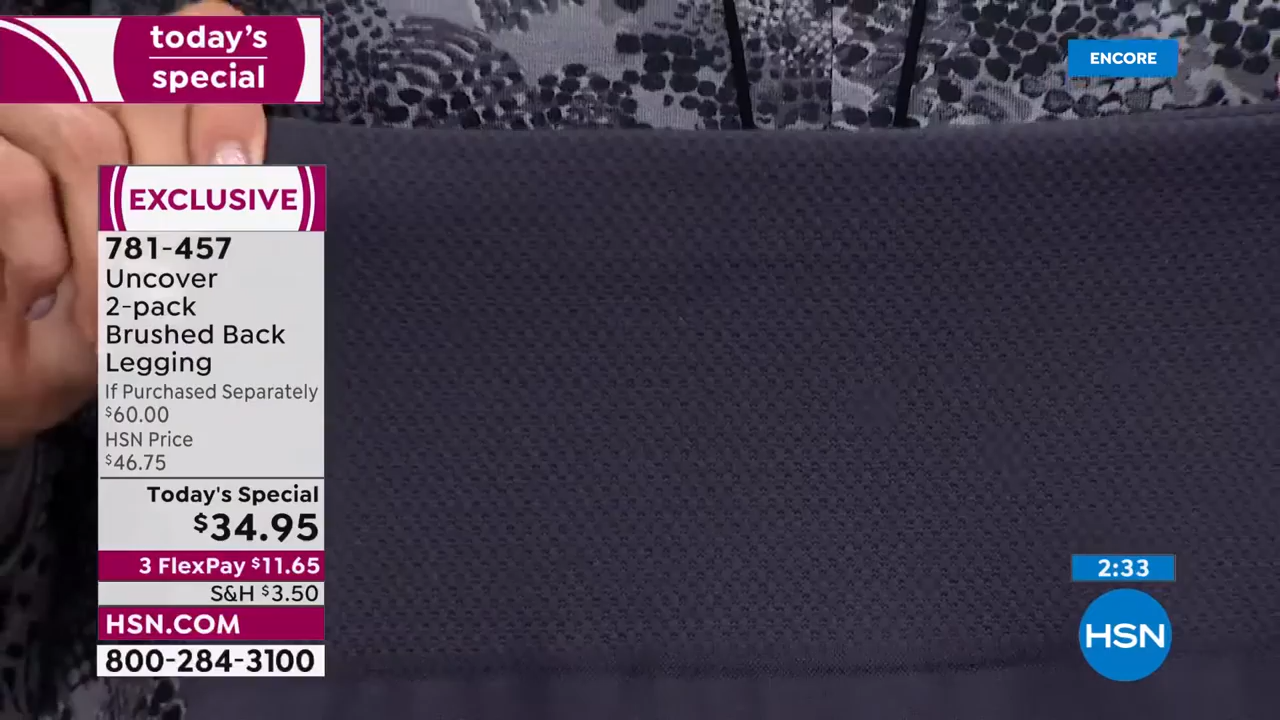 today's
special
ENCORE
EXCLUSIVE
781-457
Uncover
2-pack
Brushed Back
Legging
If Purchased Separately
$60.00
HSN Price
$46.75
Today's Special
$34.95
3 FlexPay $11.65
S&H $3.50
HSN.COM
800-284-3100
2:33
HSN